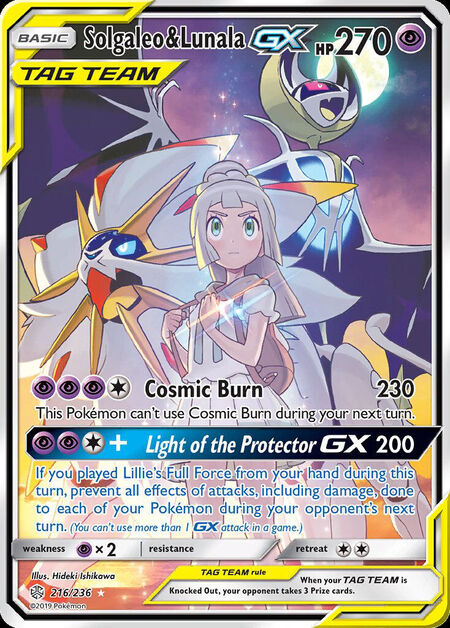 BASIC
Solgaleo&Lunala GX HP 270
TAG TEAM
Cosmic Burn 230
This Pokémon can't use Cosmic Burn during your next turn.
+ Light of the Protector GX 200
If you played Lillie's Full Force from your hand during this
turn, prevent all effects of attacks, including damage, done
to each of your Pokémon during your opponent's next
turn. (You can't use more than 1 GX attack in a game.)
weakness ×2 resistance retreat
Illus. Hideki Ishikawa
216/236
©2019 Pokémon
TAG TEAM rule
When your TAG TEAM is
Knocked Out, your opponent takes 3 Prize cards.